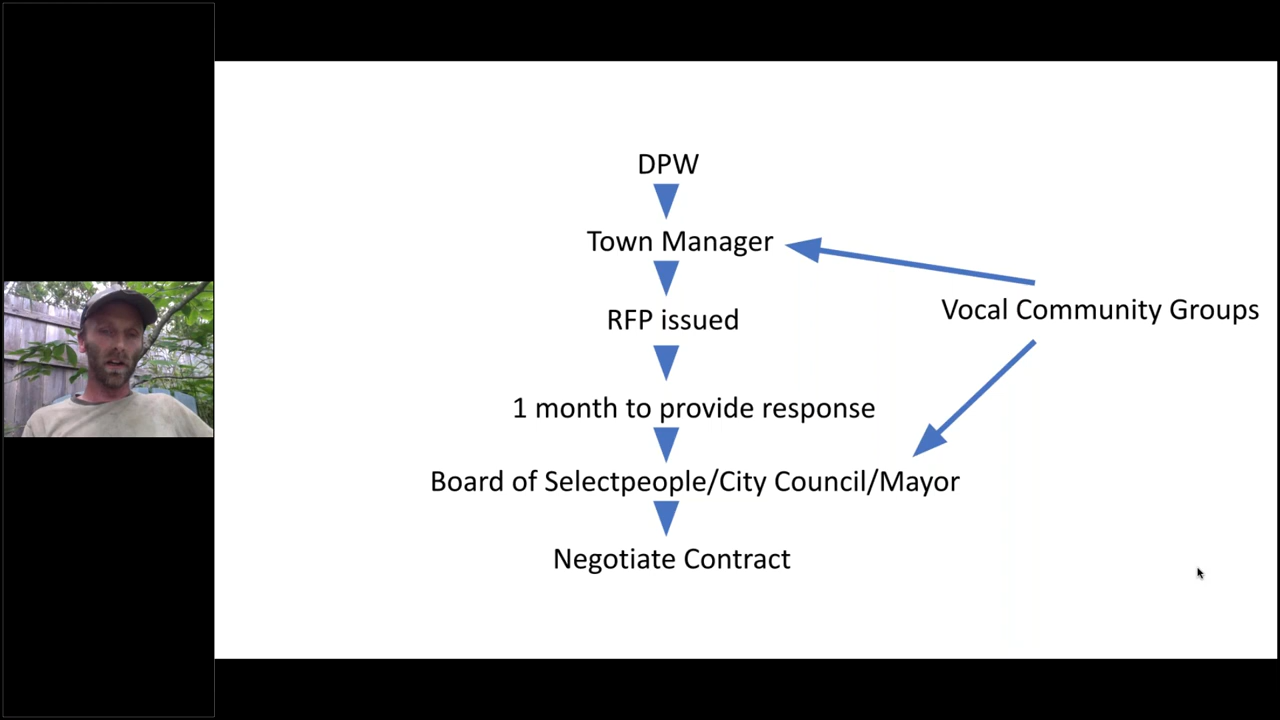 DPW
Town Manager
RFP issued
Vocal Community Groups
1 month to provide response
Board of Selectpeople/City Council/Mayor
Negotiate Contract